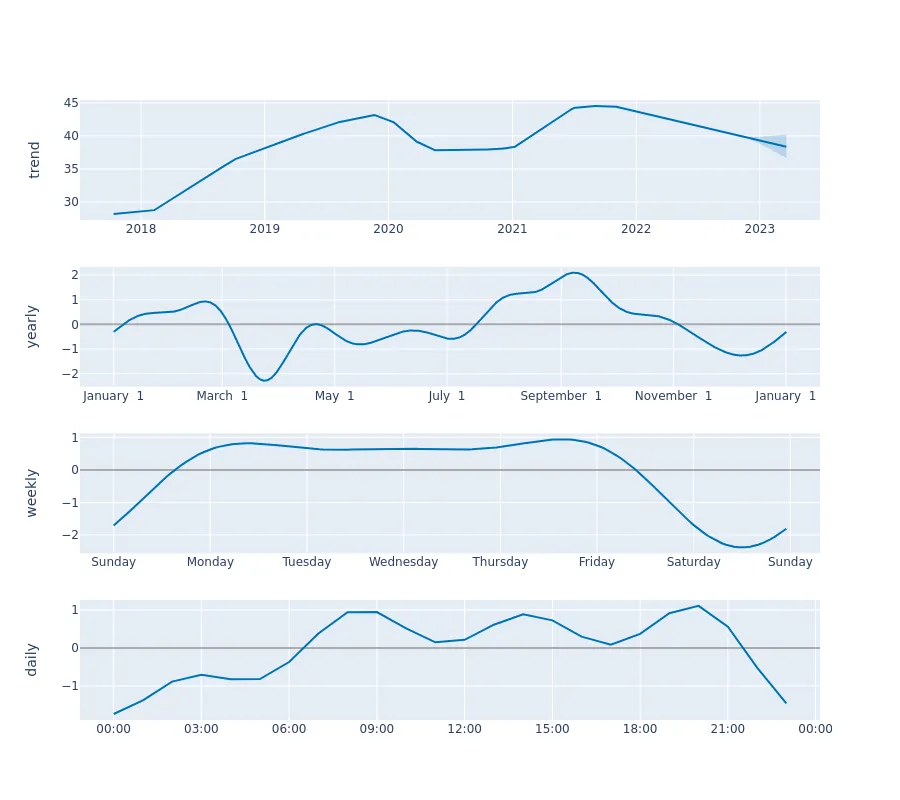 trend
45
40
35
30
2018 2019 2020 2021 2022 2023
yearly
2
1
0
−1
−2
January 1 March 1 May 1 July 1 September 1 November 1 January 1
weekly
1
0
−1
−2
Sunday Monday Tuesday Wednesday Thursday Friday Saturday Sunday
daily
1
0
−1
00:00 03:00 06:00 09:00 12:00 15:00 18:00 21:00 00:00